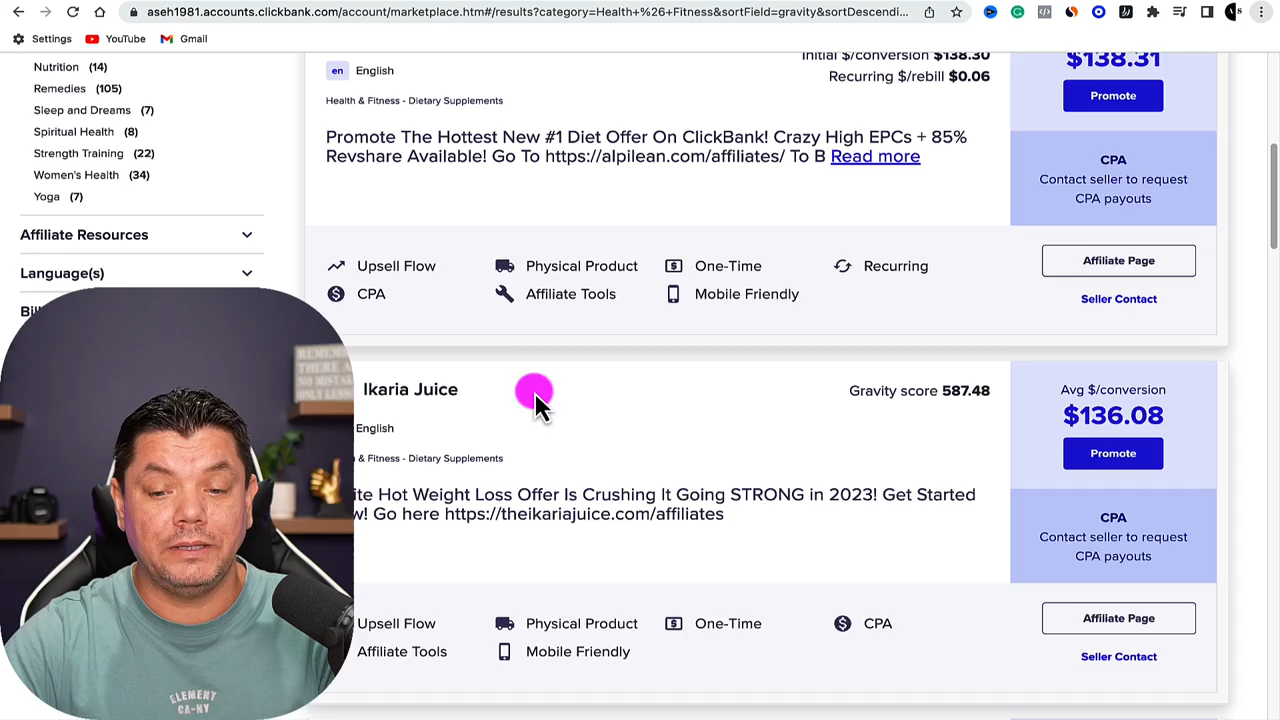 aseh1981.accounts.clickbank.com/account/marketplace.htm#/results?category=Health+%26+Fitness&sortField=gravity&sortDescendi...
Settings
YouTube
Gmail
Nutrition (14)
Remedies (105)
Sleep and Dreams (7)
Spiritual Health (8)
Strength Training (22)
Women's Health (34)
Yoga (7)
Affiliate Resources
Language(s)
Initial $/conversion $138.30
en English
Recurring $/rebill $0.06
Health & Fitness - Dietary Supplements
Promote The Hottest New #1 Diet Offer On ClickBank! Crazy High EPCs + 85%
Revshare Available! Go To https://alpilean.com/affiliates/ To B Read more
$138.31
Promote
CPA
Contact seller to request
CPA payouts
Upsell Flow
Physical Product
One-Time
Recurring
CPA
Affiliate Tools
Mobile Friendly
Affiliate Page
Seller Contact
Ikaria Juice
Gravity score 587.48
English
& Fitness - Dietary Supplements
ite Hot Weight Loss Offer Is Crushing It Going STRONG in 2023! Get Started
w! Go here https://theikariajuice.com/affiliates
Avg $/conversion
$136.08
Promote
CPA
Contact seller to request
CPA payouts
Upsell Flow
Physical Product
One-Time
CPA
Affiliate Tools
Mobile Friendly
Affiliate Page
Seller Contact
REMEMBER
THERE A
NO MISTAK
ONLY LESSO
ELEMENT
CA-NY